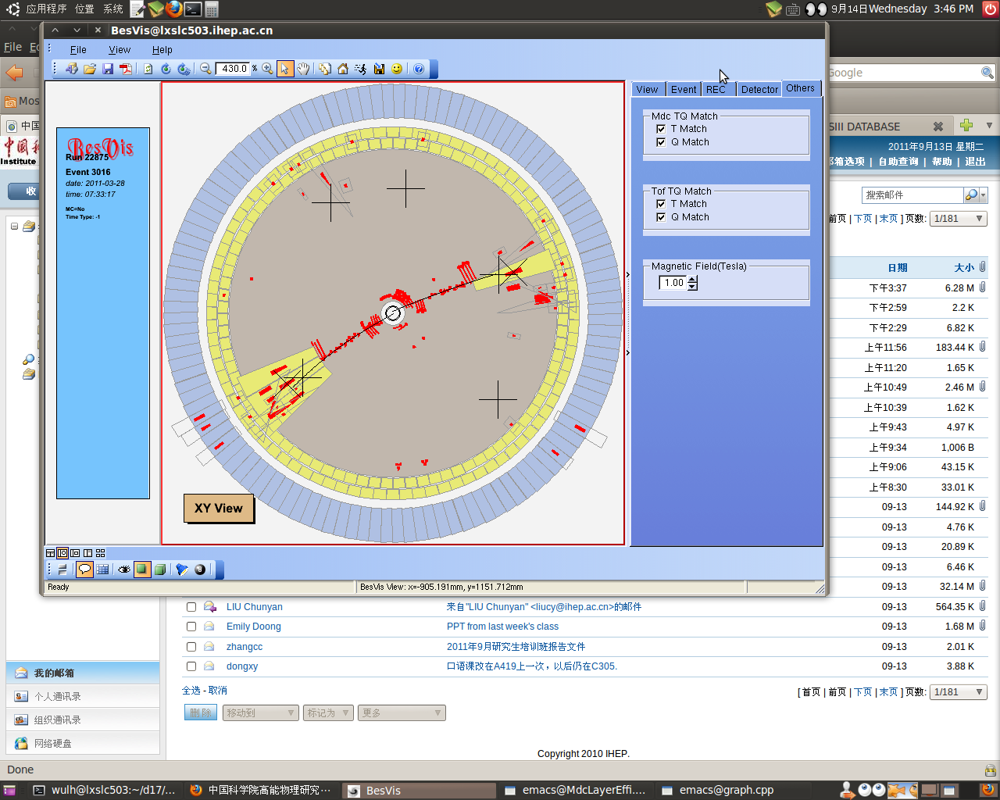 应用程序 位置 系统
9月14日Wednesday 3:46 PM
BesVis@lxslc503.ihep.ac.cn
File
File View Help
430.0 %
Google
Mos
View Event REC Detector Others
SIII DATABASE
BesVis
Run 22875
Event 3016
date: 2011-03-28
time: 07:33:17
MC=No
Time Type: -1
Mdc TQ Match
T Match
Q Match
Tof TQ Match
T Match
Q Match
Magnetic Field(Tesla)
1.00
XY View
Ready
BesVis View: x=-905.191mm, y=1151.712mm
Institute
收
2011年9月13日 星期二
邮箱选项 | 自助查询 | 帮助 | 退出
搜索邮件
前页 | 下页 | 末页 ] 页数: 1/181
日期 大小
下午3:37 6.28 M
下午2:59 2.2 K
下午2:29 6.82 K
上午11:56 183.44 K
上午11:20 1.65 K
上午10:49 2.46 M
上午10:39 1.62 K
上午9:43 4.97 K
上午9:34 1,006 B
上午9:06 43.15 K
上午8:30 33.01 K
09-13 144.92 K
09-13 4.76 K
09-13 20.89 K
09-13 6.46 K
09-13 32.14 M
LIU Chunyan 来自"LIU Chunyan" <liucy@ihep.ac.cn>的邮件 09-13 564.35 K
Emily Doong PPT from last week's class 09-13 1.68 M
zhangcc 2011年9月研究生培训班报告文件 09-13 2.01 K
dongxy 口语课改在A419上一次，以后仍在C305. 09-13 3.88 K
我的邮箱
个人通讯录
组织通讯录
网络硬盘
全选 - 取消
[ 首页 | 前页 | 下页 | 末页 ] 页数: 1/181
删 除 移动到 标记为 更多
Copyright 2010 IHEP.
Done
wulh@lxslc503:~/d17/...
中国科学院高能物理研究...
BesVis
emacs@MdcLayerEffi....
emacs@graph.cpp